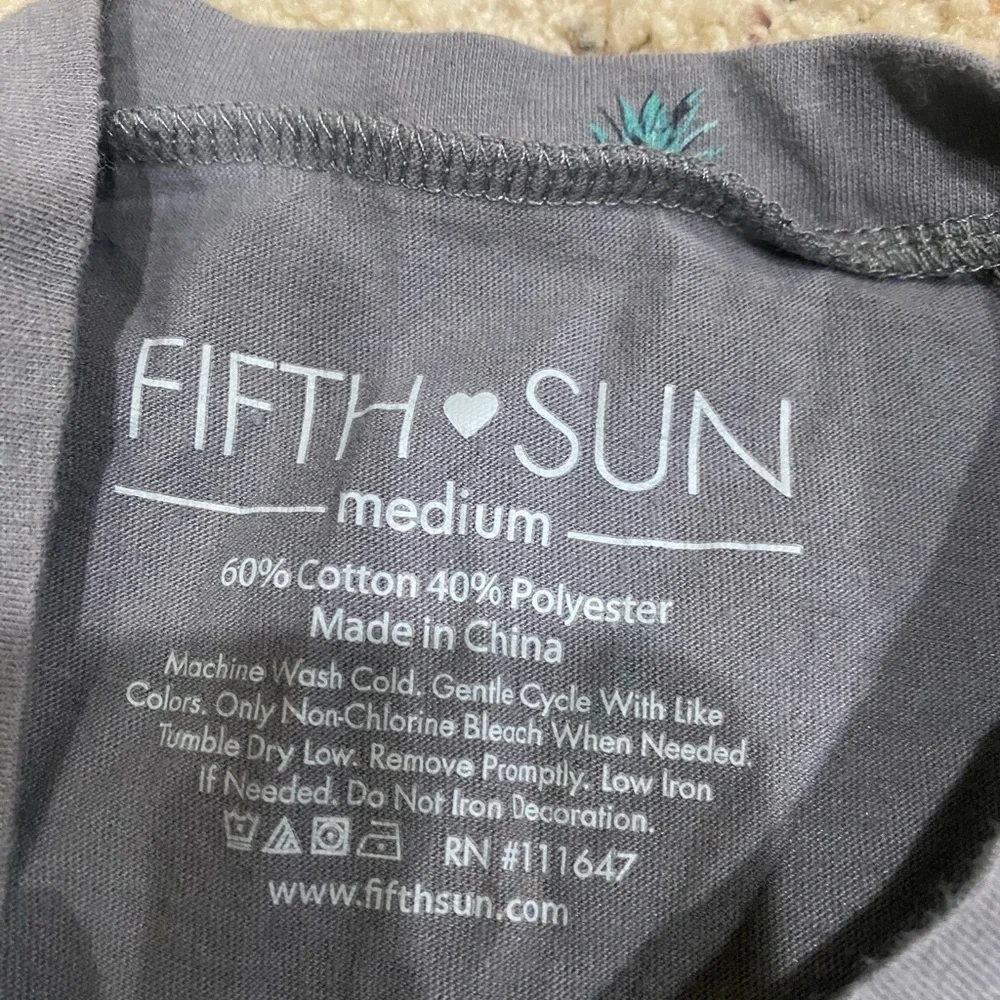 FIFTH SUN
medium
60% Cotton 40% Polyester
Made in China
Machine Wash Cold. Gentle Cycle With Like
Colors. Only Non-Chlorine Bleach When Needed.
Tumble Dry Low. Remove Promptly. Low Iron
If Needed. Do Not Iron Decoration.
RN #111647
www.fifthsun.com